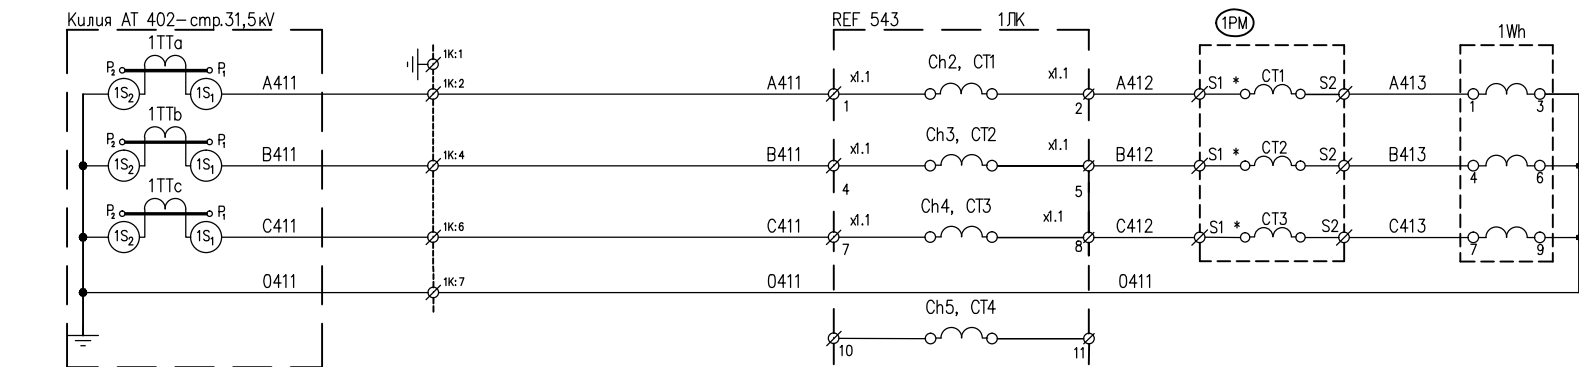 Килия АТ 402-стр.31,5kV
REF 543 1ЛК
1PM
1Wh
1TTa
1K:1
P₂ P₁
1S₂ 1S₁
A411
1K:2
A411
x1.1
Ch2, CT1
x1.1
1 2
A412
S1 * CT1 S2
A413
1 3
1TTb
P₂ P₁
1S₂ 1S₁
B411
1K:4
B411
x1.1
Ch3, CT2
x1.1
4 5
B412
S1 * CT2 S2
B413
4 6
1TTc
P₂ P₁
1S₂ 1S₁
C411
1K:6
C411
x1.1
Ch4, CT3
x1.1
7 8
C412
S1 * CT3 S2
C413
7 9
0411
1K:7
0411
0411
Ch5, CT4
10 11